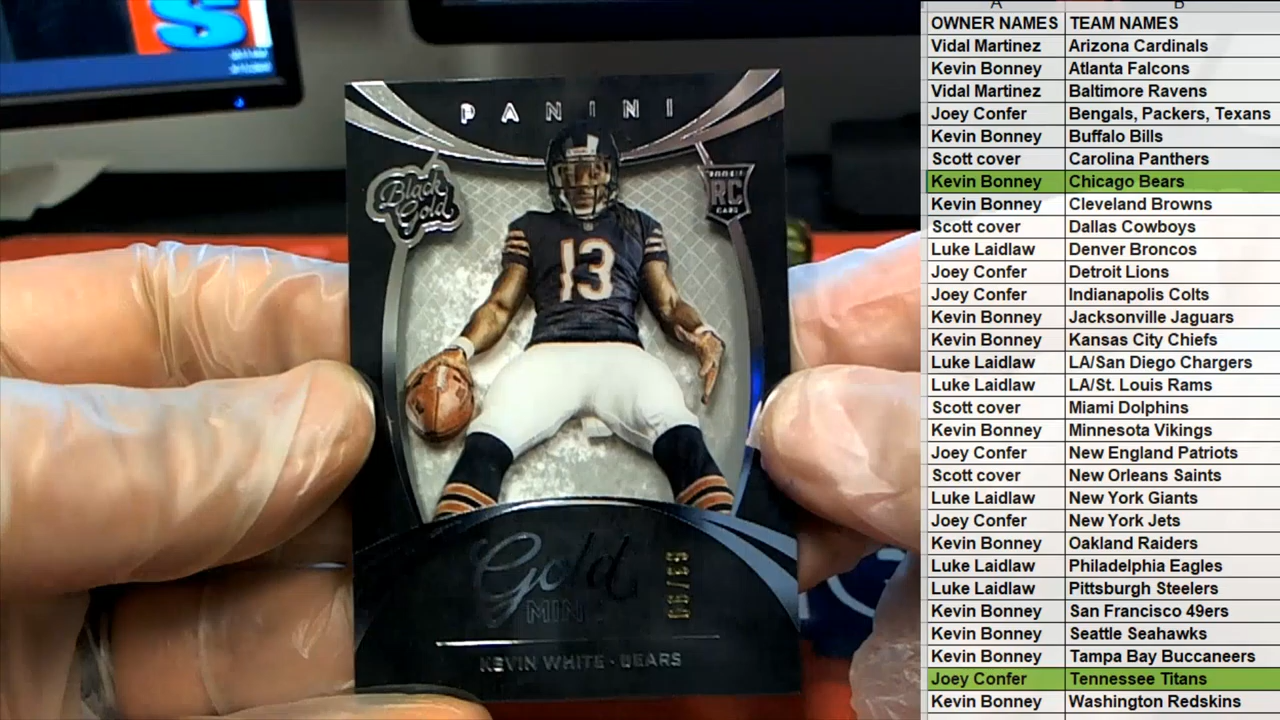 PANINI
Black Gold
ROOKIE
RC
CARD
13
Gold
MIN
KEVIN WHITE · BEARS
A B
OWNER NAMES TEAM NAMES
Vidal Martinez Arizona Cardinals
Kevin Bonney Atlanta Falcons
Vidal Martinez Baltimore Ravens
Joey Confer Bengals, Packers, Texans
Kevin Bonney Buffalo Bills
Scott cover Carolina Panthers
Kevin Bonney Chicago Bears
Kevin Bonney Cleveland Browns
Scott cover Dallas Cowboys
Luke Laidlaw Denver Broncos
Joey Confer Detroit Lions
Joey Confer Indianapolis Colts
Kevin Bonney Jacksonville Jaguars
Kevin Bonney Kansas City Chiefs
Luke Laidlaw LA/San Diego Chargers
Luke Laidlaw LA/St. Louis Rams
Scott cover Miami Dolphins
Kevin Bonney Minnesota Vikings
Joey Confer New England Patriots
Scott cover New Orleans Saints
Luke Laidlaw New York Giants
Joey Confer New York Jets
Kevin Bonney Oakland Raiders
Luke Laidlaw Philadelphia Eagles
Luke Laidlaw Pittsburgh Steelers
Kevin Bonney San Francisco 49ers
Kevin Bonney Seattle Seahawks
Kevin Bonney Tampa Bay Buccaneers
Joey Confer Tennessee Titans
Kevin Bonney Washington Redskins